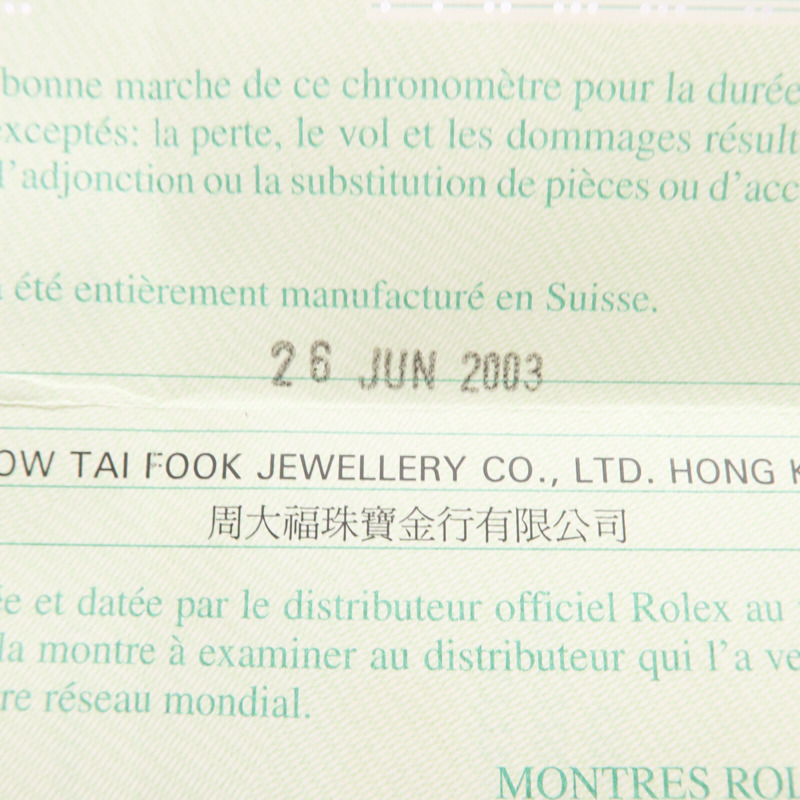 bonne marche de ce chronomètre pour la durée
exceptés: la perte, le vol et les dommages résult
l'adjonction ou la substitution de pièces ou d'acc
été entièrement manufacturé en Suisse.
26 JUN 2003
OW TAI FOOK JEWELLERY CO., LTD. HONG K
周大福珠寶金行有限公司
ée et datée par le distributeur officiel Rolex au
la montre à examiner au distributeur qui l'a ve
re réseau mondial.
MONTRES ROL